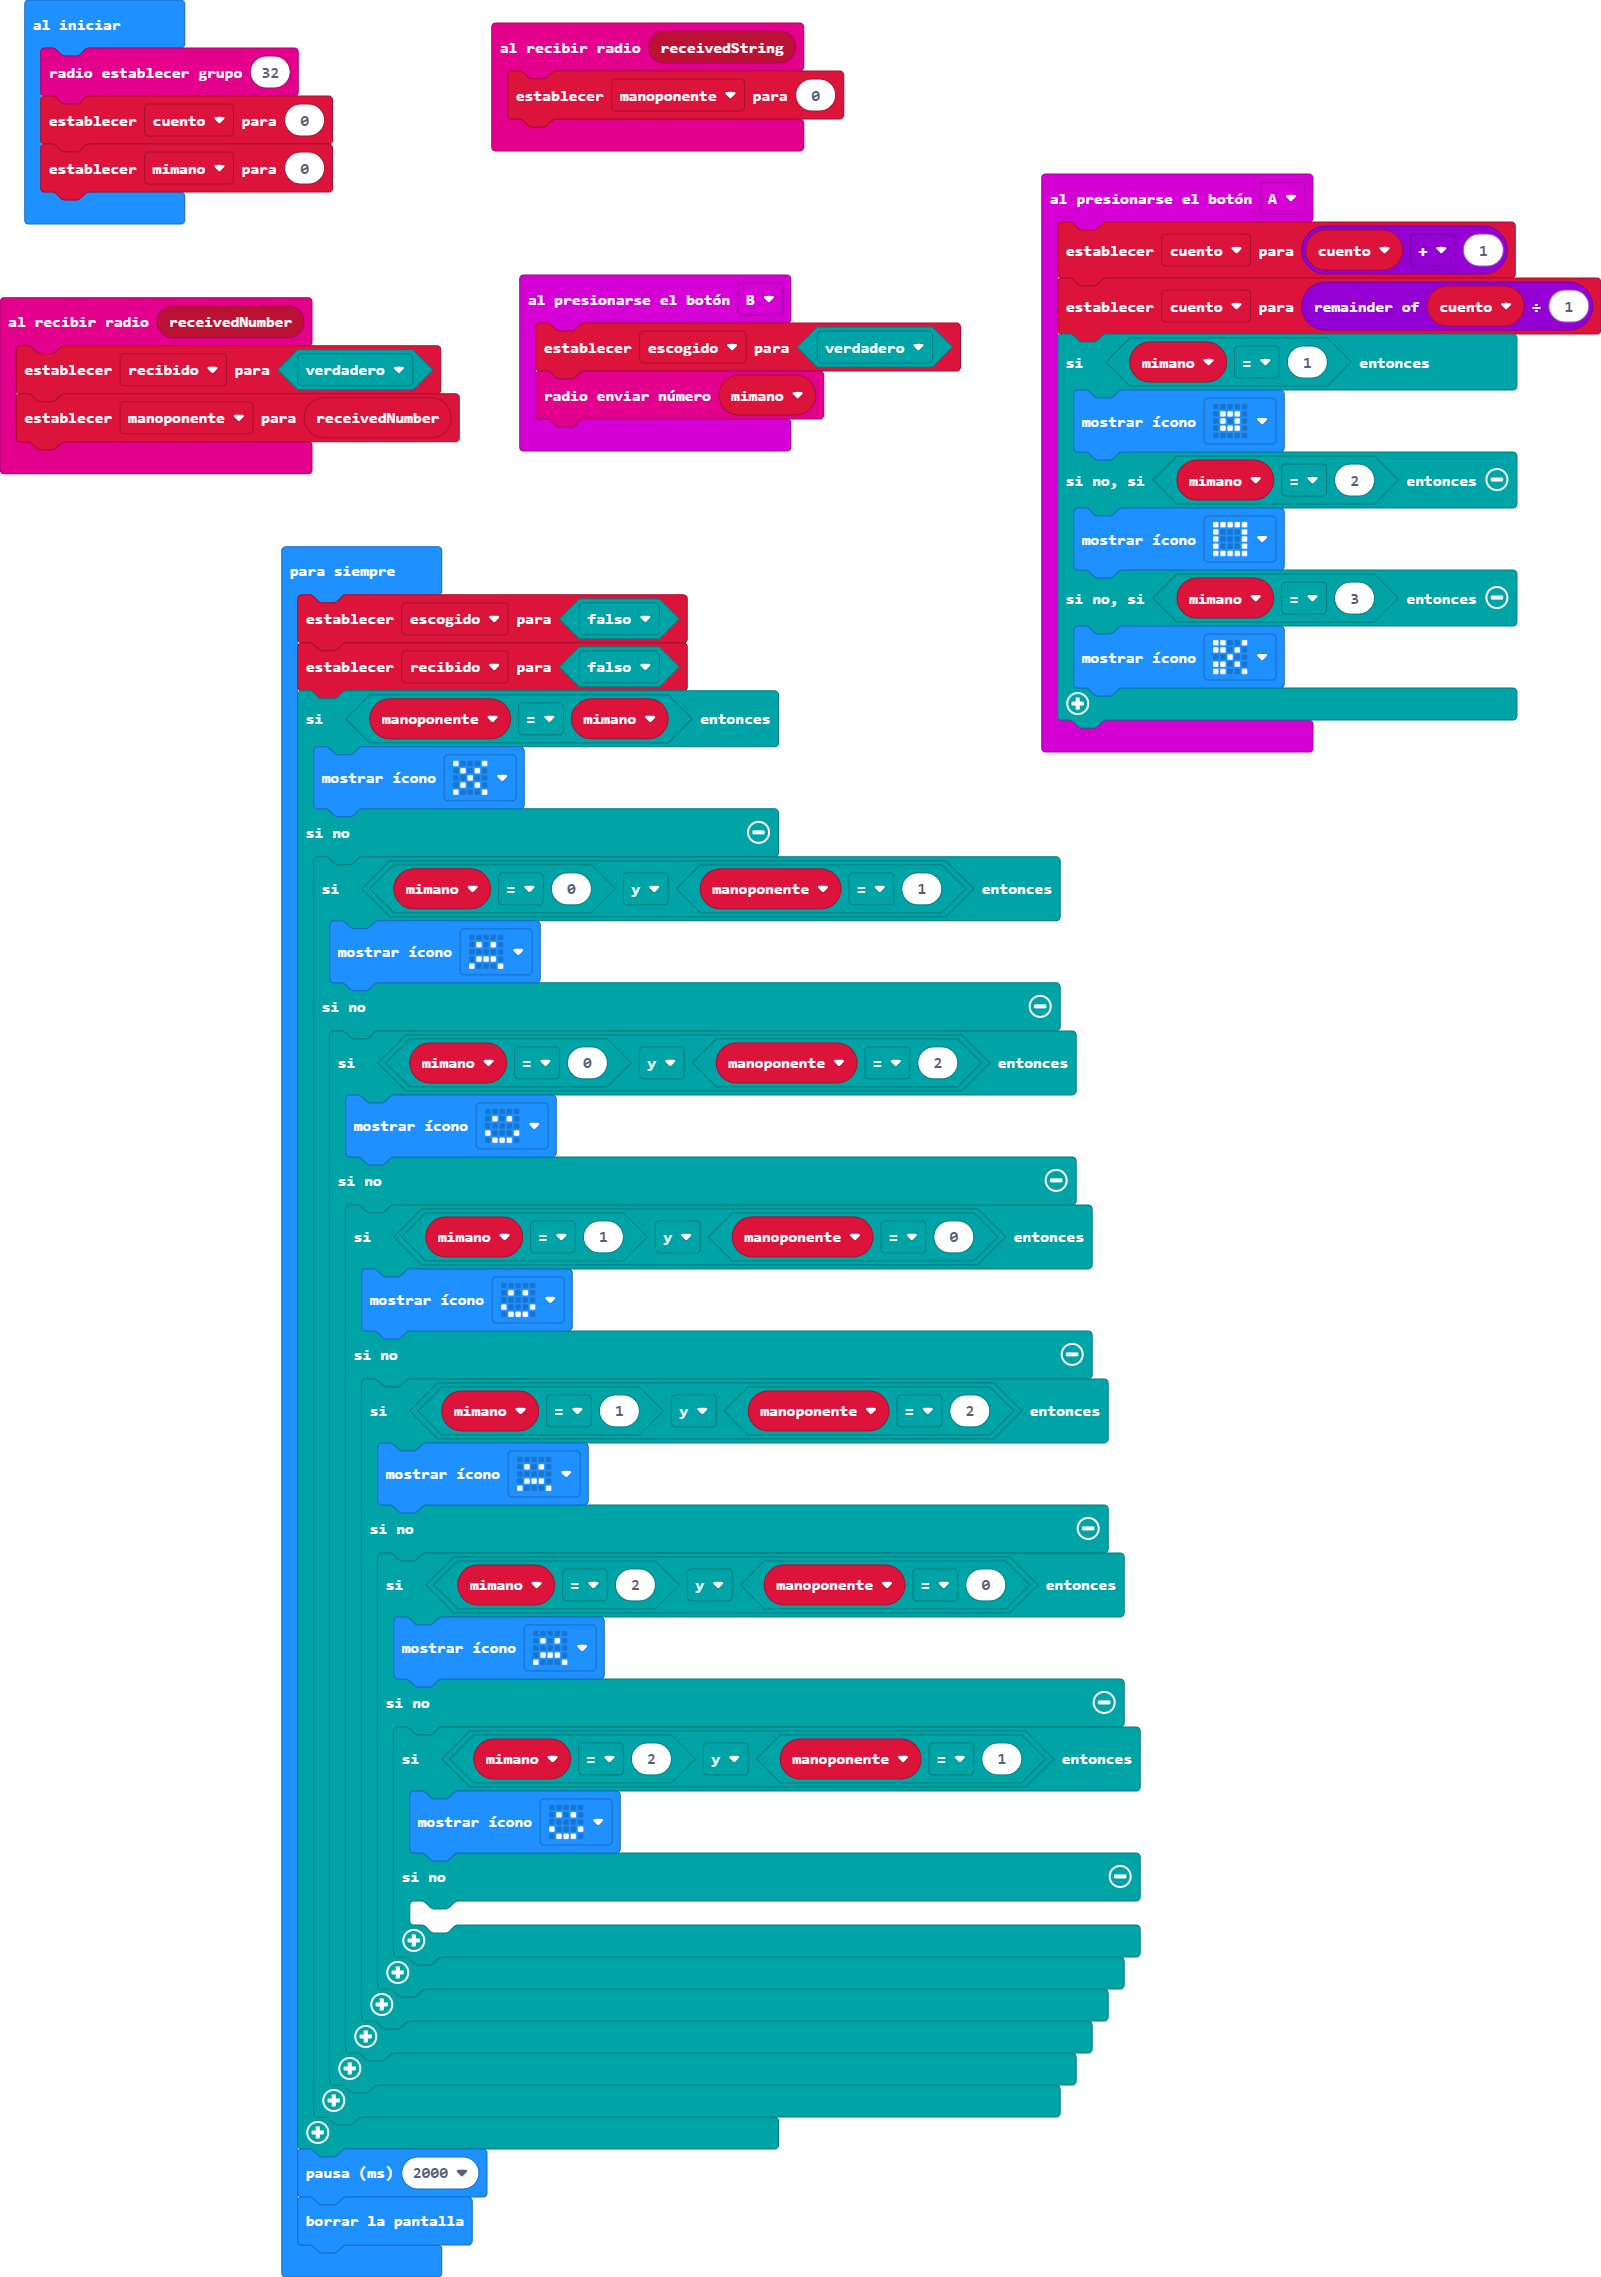 al iniciar
radio establecer grupo 32
establecer cuento para 0
establecer mimano para 0
al recibir radio receivedString
establecer manoponente para 0
al presionarse el botón A
establecer cuento para cuento + 1
establecer cuento para remainder of cuento ÷ 1
si mimano = 1 entonces
mostrar ícono
si no, si mimano = 2 entonces
mostrar ícono
si no, si mimano = 3 entonces
mostrar ícono
al recibir radio receivedNumber
establecer recibido para verdadero
establecer manoponente para receivedNumber
al presionarse el botón B
establecer escogido para verdadero
radio enviar número mimano
para siempre
establecer escogido para falso
establecer recibido para falso
si manoponente = mimano entonces
mostrar ícono
si no
si mimano = 0 y manoponente = 1 entonces
mostrar ícono
si no
si mimano = 0 y manoponente = 2 entonces
mostrar ícono
si no
si mimano = 1 y manoponente = 0 entonces
mostrar ícono
si no
si mimano = 1 y manoponente = 2 entonces
mostrar ícono
si no
si mimano = 2 y manoponente = 0 entonces
mostrar ícono
si no
si mimano = 2 y manoponente = 1 entonces
mostrar ícono
si no
pausa (ms) 2000
borrar la pantalla